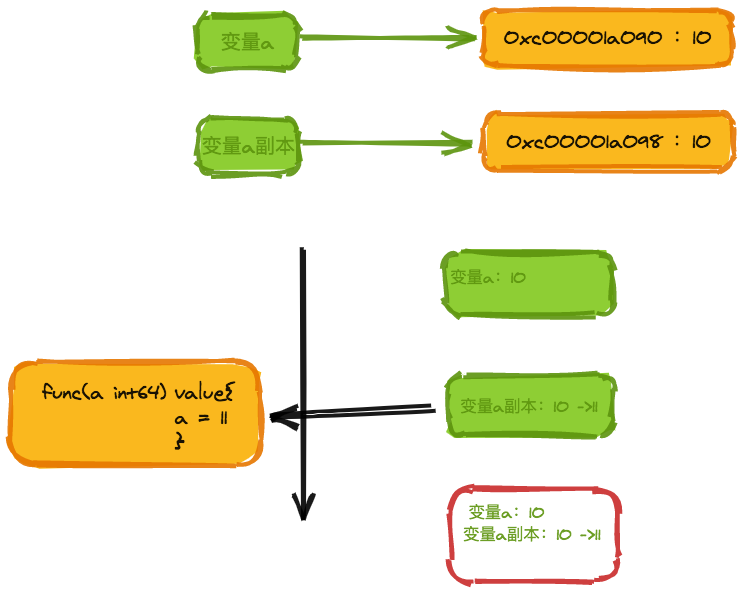 变量a
0xc00001a090 : 10
变量a副本
0xc00001a098 : 10
变量a: 10
func(a int64) value{
a = 11
}
变量a副本: 10 ->11
变量a: 10
变量a副本: 10 ->11